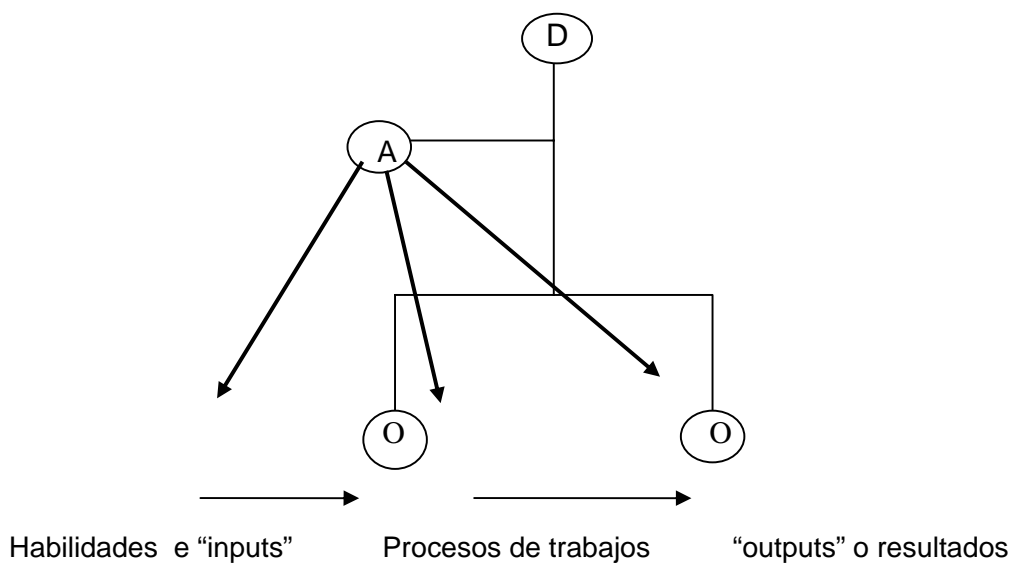 D
A
O O
Habilidades e “inputs” Procesos de trabajos “outputs” o resultados